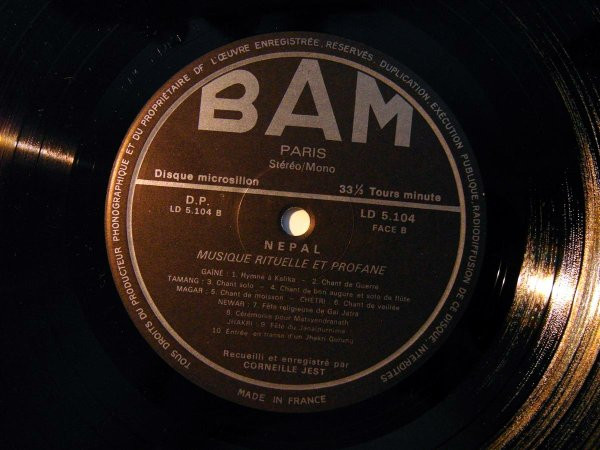 TOUS DROITS DU PRODUCTEUR PHONOGRAPHIQUE ET DU PROPRIÉTAIRE DE L'ŒUVRE ENREGISTRÉE, RÉSERVÉS, DUPLICATION, EXÉCUTION PUBLIQUE, RADIODIFFUSION DE CE DISQUE INTERDITES
BAM
PARIS
Stéréo/Mono
Disque microsillon 33⅓ Tours minute
D.P. LD 5.104
LD 5.104 B FACE B
NEPAL
MUSIQUE RITUELLE ET PROFANE
GAÏNÉ : 1. Hymne à Kalika - 2. Chant de Guerre
TAMANG : 3. Chant solo - 4. Chant de bon augure et solo de flûte
MAGAR : 5. Chant de moisson - CHETRI : 6. Chant de veillée
NEWAR : 7. Fête religieuse de Gai Jatra
8. Cérémonie pour Matsyendranath
JHAKRI : 9. Fête du Janaïpurnima
10. Entrée en transe d'un Jhakri Gurung
Recueilli et enregistré par
CORNEILLE JEST
MADE IN FRANCE